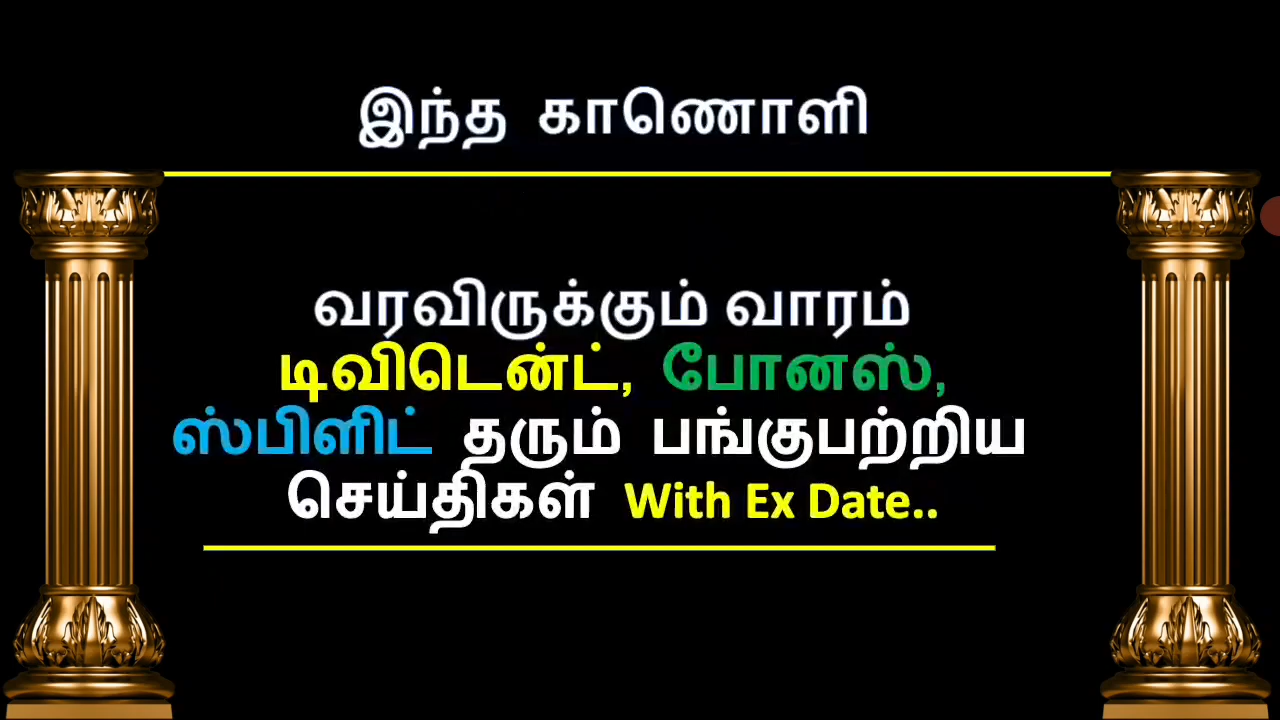 இந்த காணொளி
வரவிருக்கும் வாரம்
டிவிடென்ட், போனஸ்,
ஸ்பிளிட் தரும் பங்குபற்றிய
செய்திகள் With Ex Date..